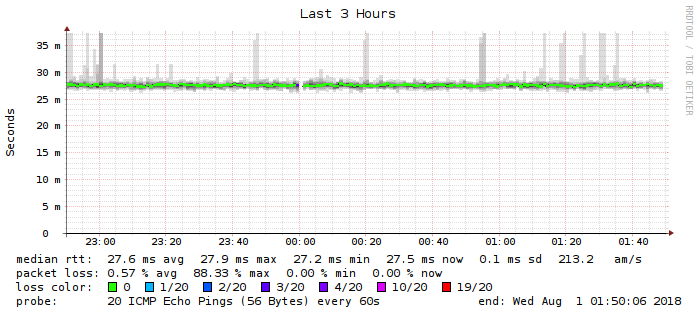 Last 3 Hours
RRDTOOL / TOBI OETIKER
Seconds
35 m
30 m
25 m
20 m
15 m
10 m
5 m
0
23:00 23:20 23:40 00:00 00:20 00:40 01:00 01:20 01:40
median rtt: 27.6 ms avg 27.9 ms max 27.2 ms min 27.5 ms now 0.1 ms sd 213.2 am/s
packet loss: 0.57 % avg 88.33 % max 0.00 % min 0.00 % now
loss color: 0 1/20 2/20 3/20 4/20 10/20 19/20
probe: 20 ICMP Echo Pings (56 Bytes) every 60s end: Wed Aug 1 01:50:06 2018